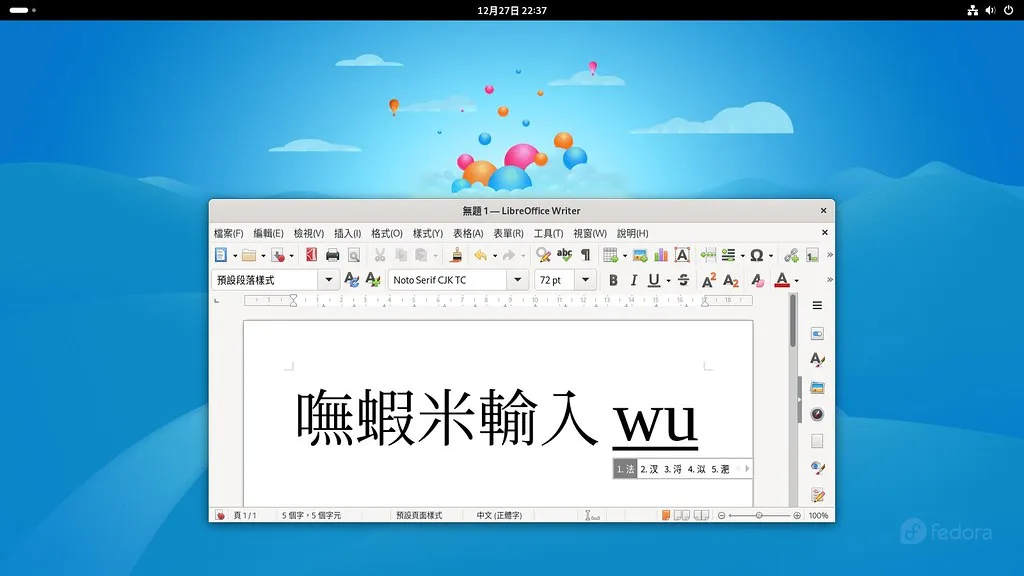 12月27日 22:37
無題 1 — LibreOffice Writer
檔案(F) 編輯(E) 檢視(V) 插入(I) 格式(O) 樣式(Y) 表格(A) 表單(R) 工具(T) 視窗(W) 說明(H)
預設段落樣式 Noto Serif CJK TC 72 pt B I U S A2 A2 A A
嘸蝦米輸入 wu
1. 法 2. 汊 3. 浮 4. 泤 5. 淝
頁 1 / 1 5 個字,5 個字元 預設頁面樣式 中文 (正體字) 100%
fedora